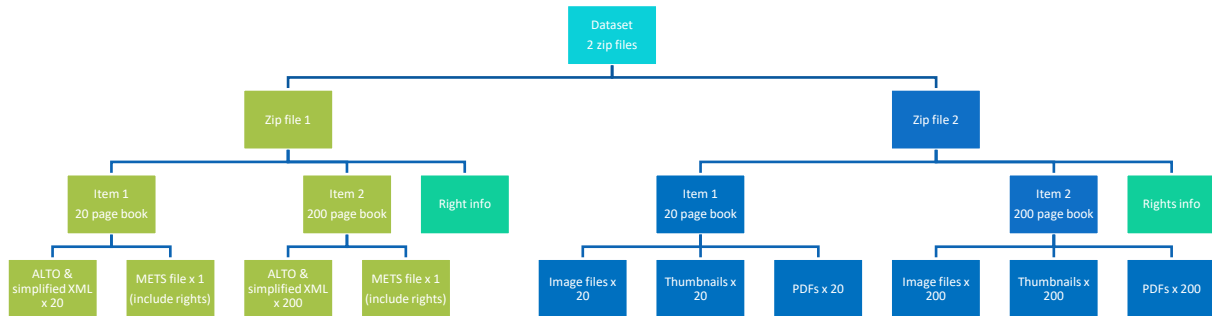 Dataset
2 zip files
Zip file 1
Zip file 2
Item 1
20 page book
Item 2
200 page book
Right info
Item 1
20 page book
Item 2
200 page book
Rights info
ALTO &
simplified XML
x 20
METS file x 1
(include rights)
ALTO &
simplified XML
x 200
METS file x 1
(include rights)
Image files x
20
Thumbnails x
20
PDFs x 20
Image files x
200
Thumbnails x
200
PDFs x 200